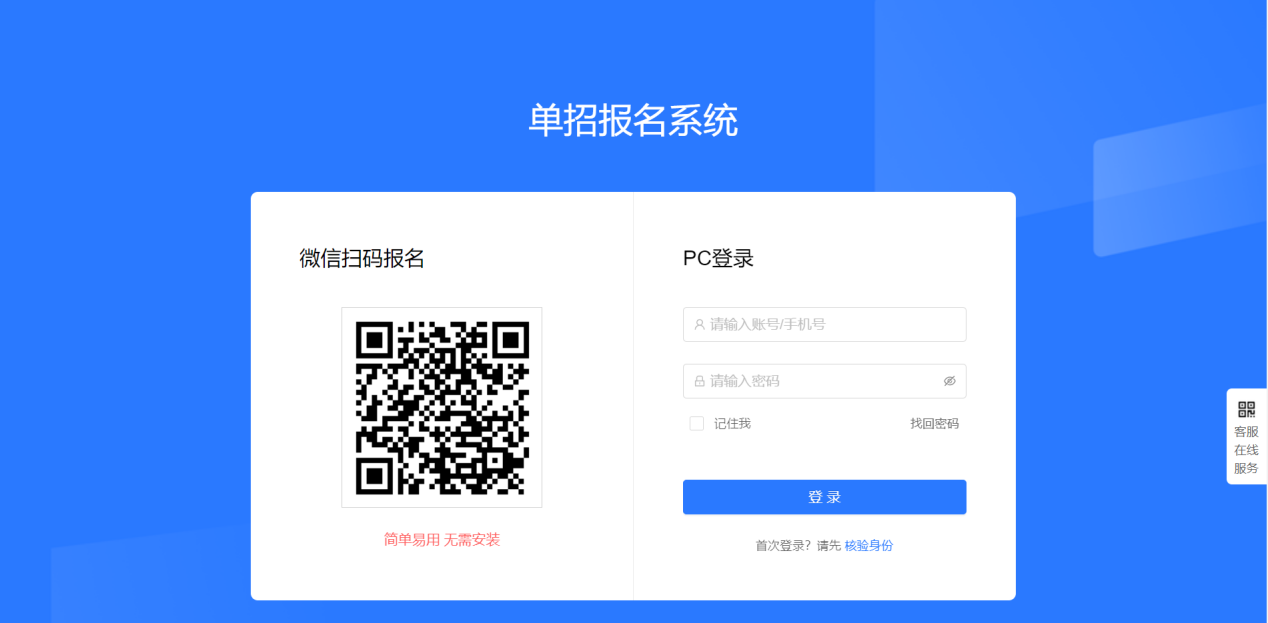 单招报名系统
微信扫码报名
简单易用 无需安装
PC登录
请输入账号/手机号
请输入密码
记住我 找回密码
登 录
首次登录？请先 核验身份
客服
在线
服务